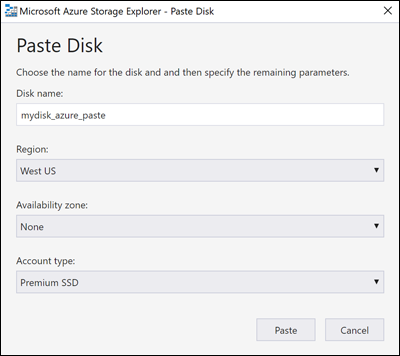 Microsoft Azure Storage Explorer - Paste Disk
Paste Disk
Choose the name for the disk and and then specify the remaining parameters.
Disk name:
mydisk_azure_paste
Region:
West US
Availability zone:
None
Account type:
Premium SSD
Paste Cancel